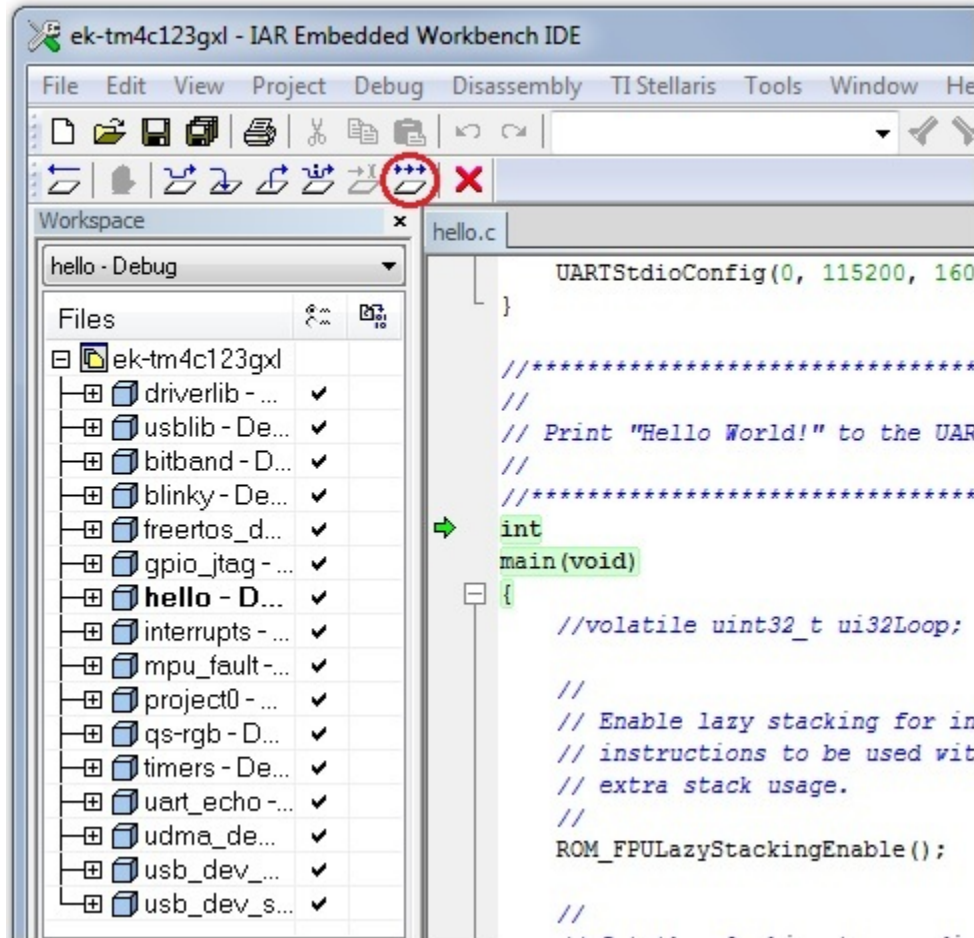 ek-tm4c123gxl - IAR Embedded Workbench IDE
File Edit View Project Debug Disassembly TI Stellaris Tools Window He
Workspace
hello - Debug
Files
ek-tm4c123gxl
driverlib - ...
usblib - De...
bitband - D...
blinky - De...
freertos_d...
gpio_jtag - ...
hello - D...
interrupts - ...
mpu_fault - ...
project0 - ...
qs-rgb - D...
timers - De...
uart_echo - ...
udma_de...
usb_dev_...
usb_dev_s...
hello.c
UARTStdioConfig(0, 115200, 160
}
//*********************************
//
// Print "Hello World!" to the UAR
//
//*********************************
int
main(void)
{
//volatile uint32_t ui32Loop;
//
// Enable lazy stacking for in
// instructions to be used wit
// extra stack usage.
//
ROM_FPULazyStackingEnable();
//